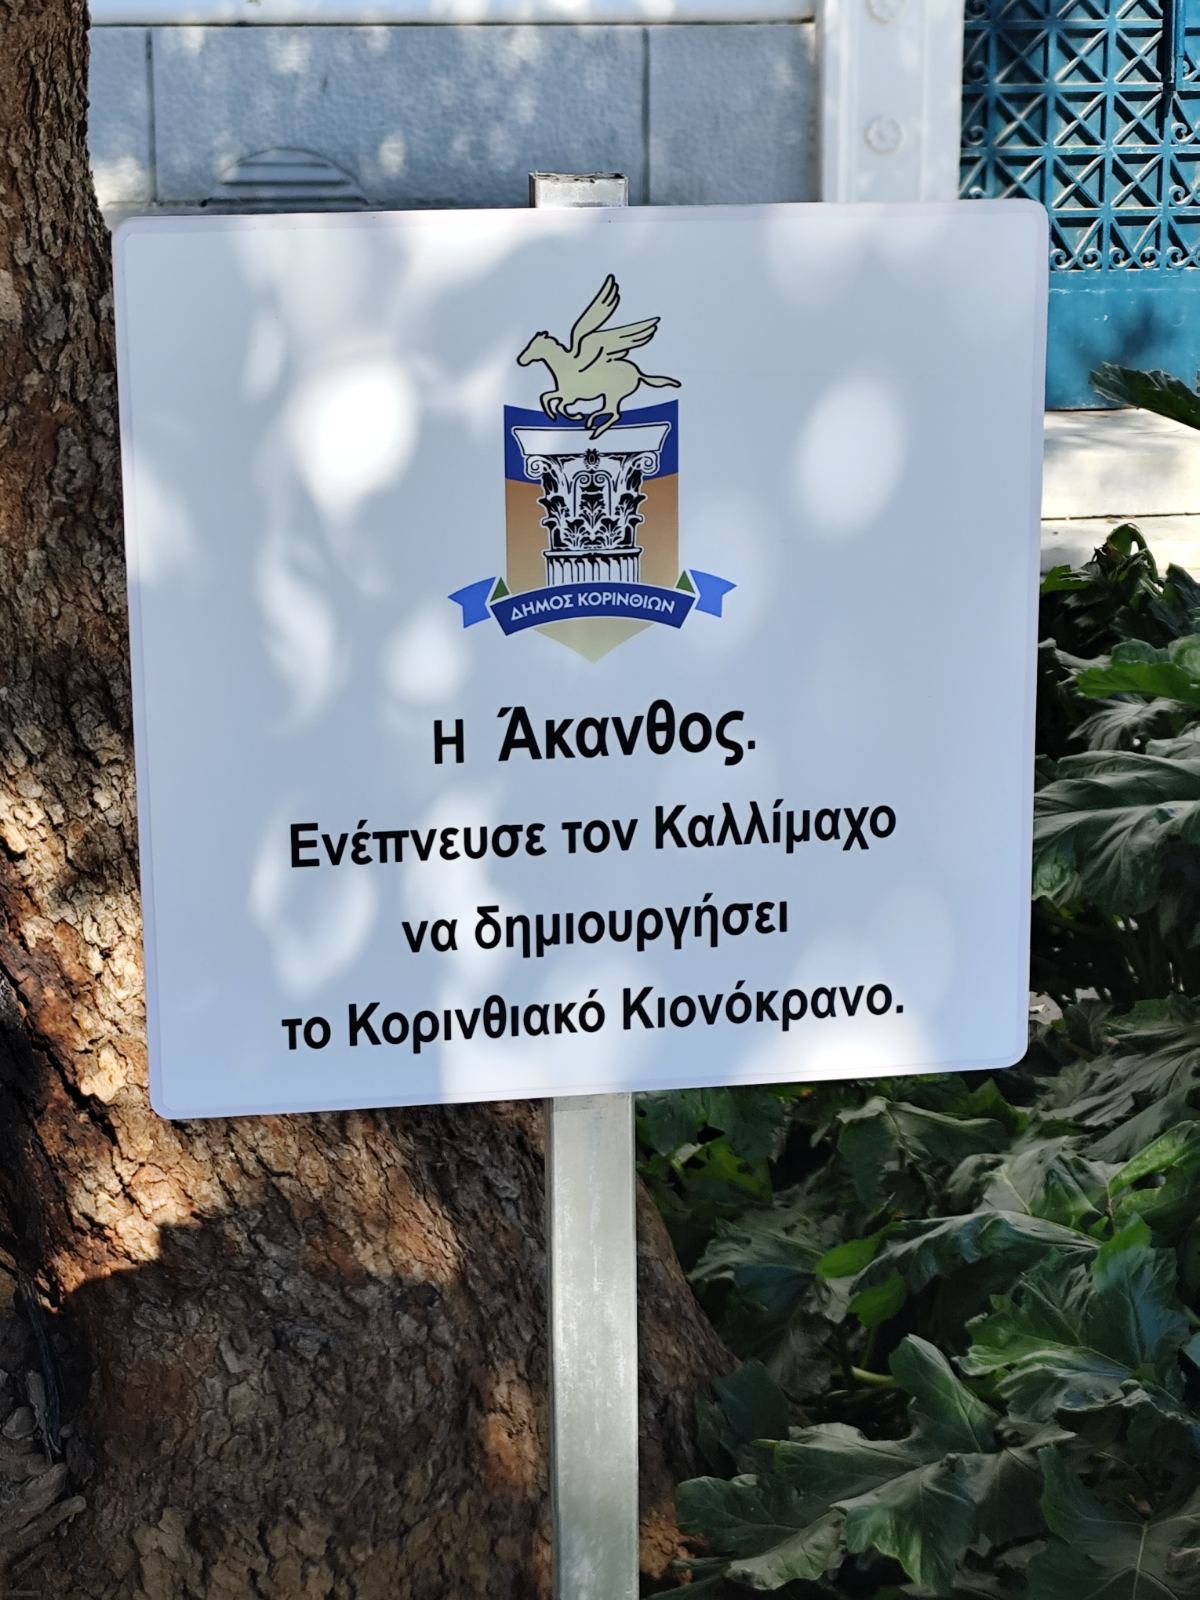 ΔΗΜΟΣ ΚΟΡΙΝΘΙΩΝ
Η Άκανθος.
Ενέπνευσε τον Καλλίμαχο
να δημιουργήσει
το Κορινθιακό Κιονόκρανο.